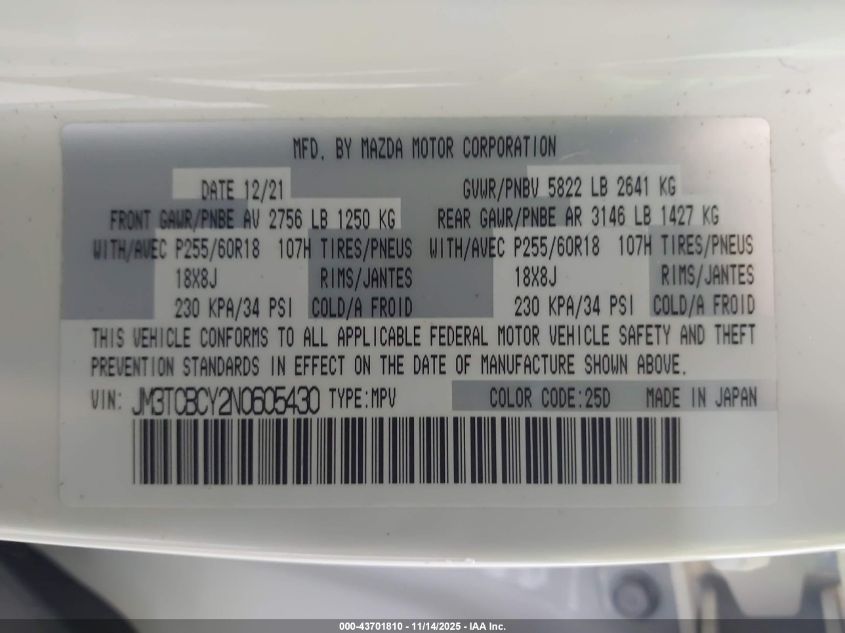 MFD. BY MAZDA MOTOR CORPORATION
DATE 12/21 GVWR/PNBV 5822 LB 2641 KG
FRONT GAWR/PNBE AV 2756 LB 1250 KG REAR GAWR/PNBE AR 3146 LB 1427 KG
WITH/AVEC P255/60R18 107H TIRES/PNEUS WITH/AVEC P255/60R18 107H TIRES/PNEUS
18X8J RIMS/JANTES 18X8J RIMS/JANTES
230 KPA/34 PSI COLD/A FROID 230 KPA/34 PSI COLD/A FROID
THIS VEHICLE CONFORMS TO ALL APPLICABLE FEDERAL MOTOR VEHICLE SAFETY AND THEFT
PREVENTION STANDARDS IN EFFECT ON THE DATE OF MANUFACTURE SHOWN ABOVE.
VIN: JM3TCBCY2N0605430 TYPE:MPV COLOR CODE:25D MADE IN JAPAN
000-43701810 - 11/14/2025 - IAA Inc.